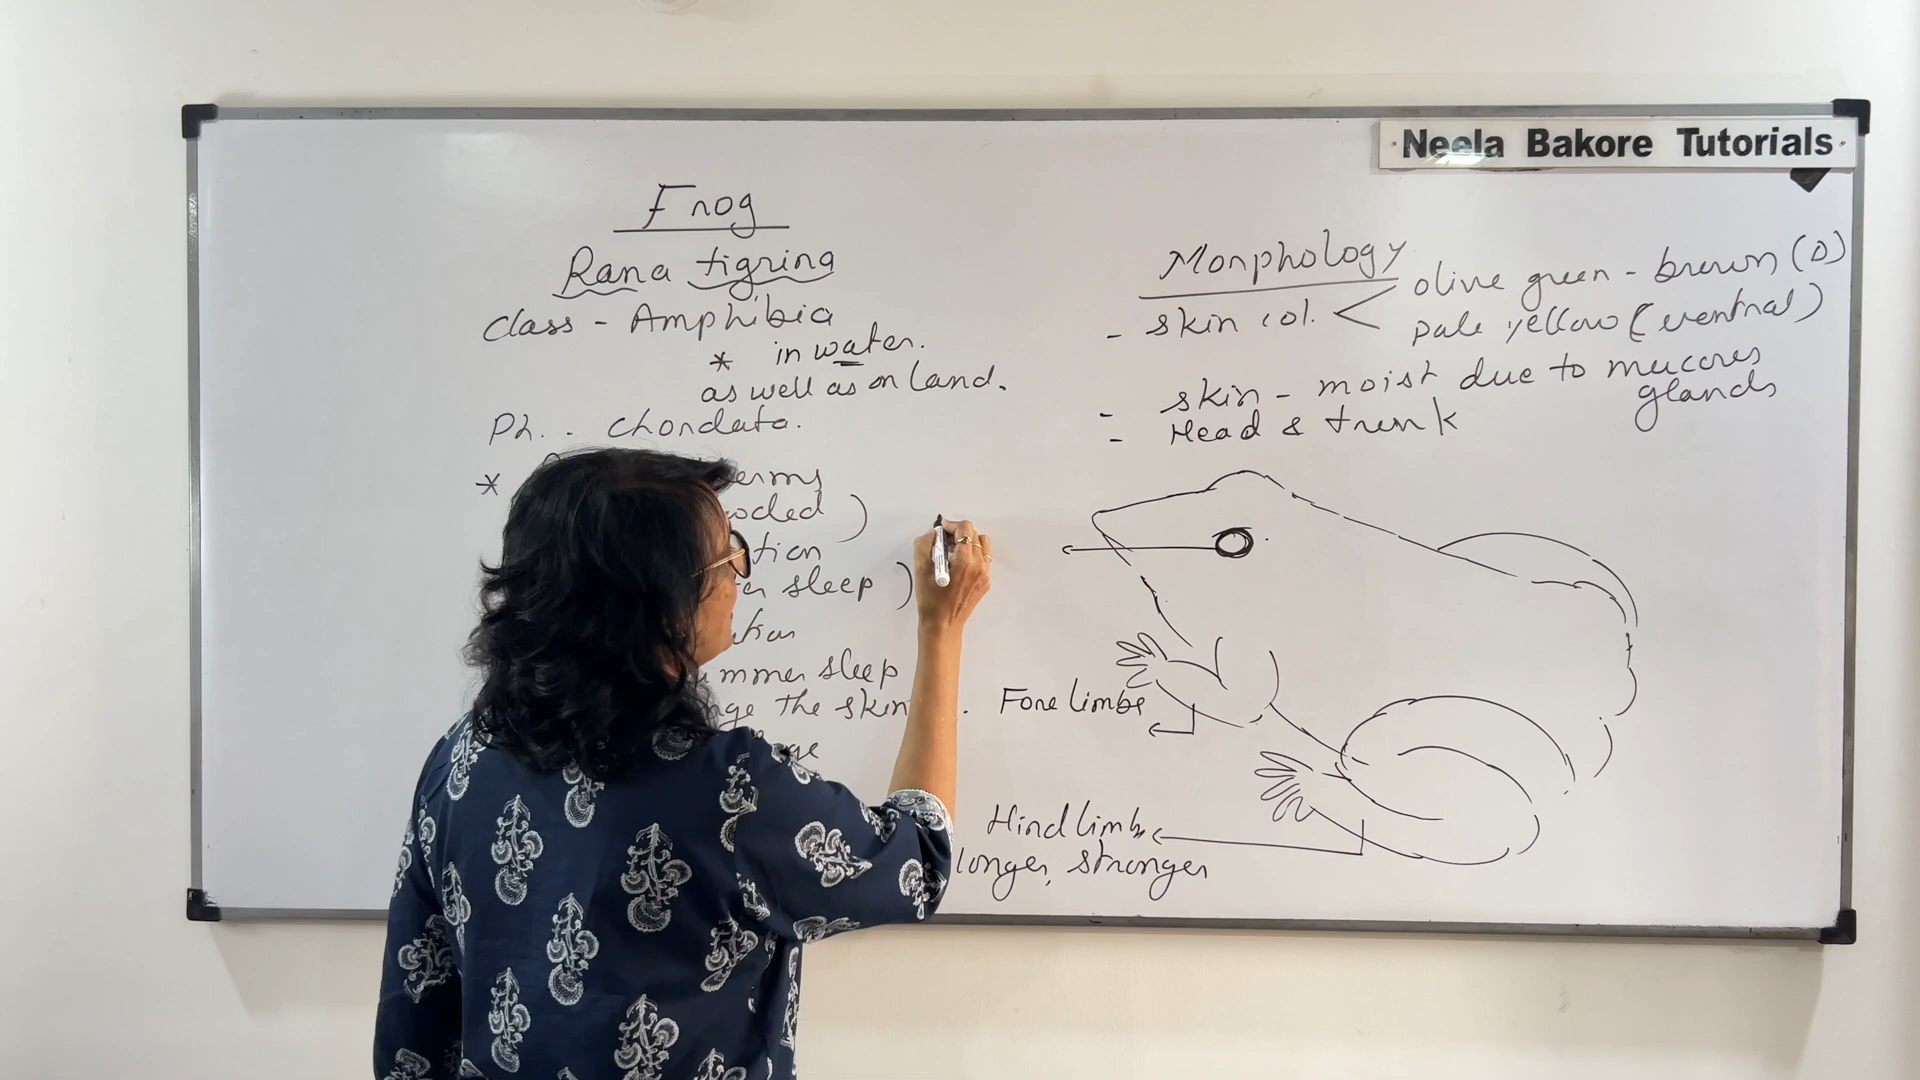 Neela Bakore Tutorials
Frog
Rana tigrina
Class - Amphibia
* in water.
as well as on land.
Ph. - Chordata.
*
sleep )
mmer sleep
the skin
Morphology
- skin col. < olive green - brown (D)
pale yellow (ventral)
- skin - moist due to mucous
glands
- Head & trunk
Fore limbs
Hind limbs
longer, stronger